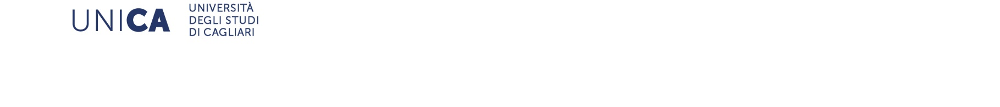 UNICA
UNIVERSITÀ
DEGLI STUDI
DI CAGLIARI